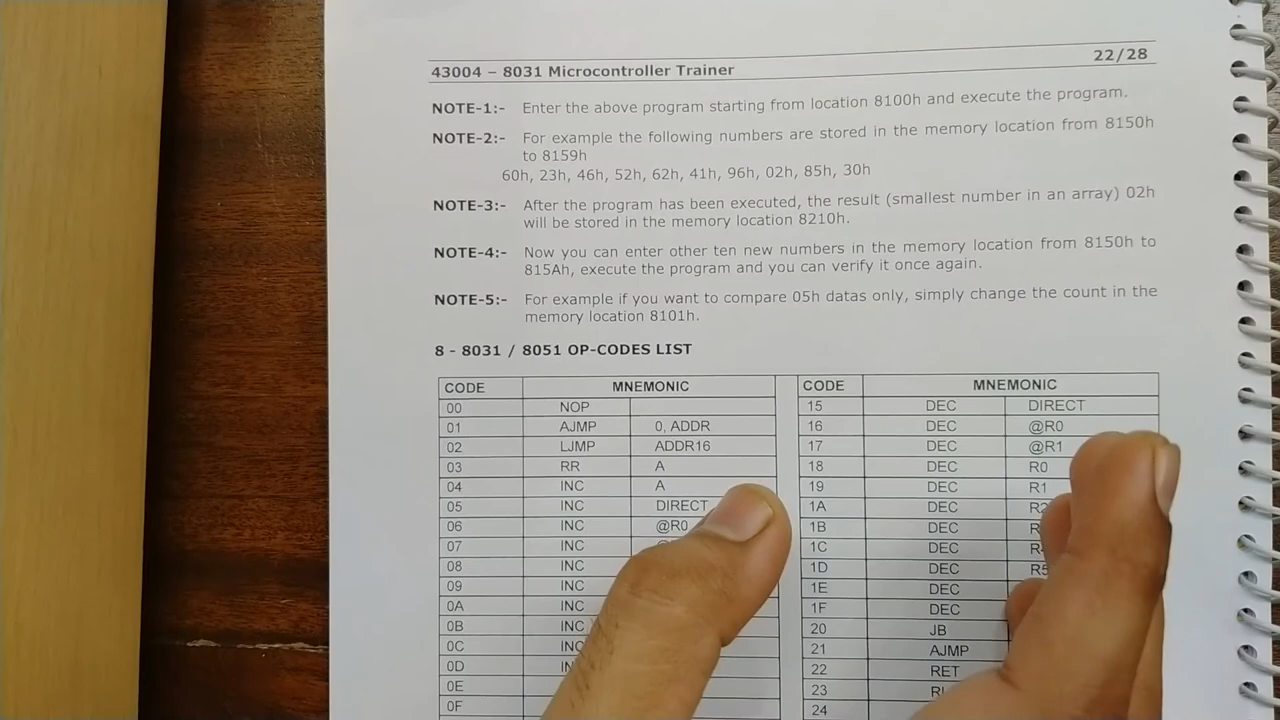 43004 – 8031 Microcontroller Trainer 22/28
NOTE-1:- Enter the above program starting from location 8100h and execute the program.
NOTE-2:- For example the following numbers are stored in the memory location from 8150h
to 8159h
60h, 23h, 46h, 52h, 62h, 41h, 96h, 02h, 85h, 30h
NOTE-3:- After the program has been executed, the result (smallest number in an array) 02h
will be stored in the memory location 8210h.
NOTE-4:- Now you can enter other ten new numbers in the memory location from 8150h to
815Ah, execute the program and you can verify it once again.
NOTE-5:- For example if you want to compare 05h datas only, simply change the count in the
memory location 8101h.
8 - 8031 / 8051 OP-CODES LIST
CODE MNEMONIC CODE MNEMONIC
00 NOP 15 DEC DIRECT
01 AJMP 0, ADDR 16 DEC @R0
02 LJMP ADDR16 17 DEC @R1
03 RR A 18 DEC R0
04 INC A 19 DEC R1
05 INC DIRECT 1A DEC
06 INC @R0 1B DEC
07 INC 1C DEC
08 INC 1D DEC R5
09 INC 1E DEC
0A INC 1F DEC
0B INC 20 JB
0C INC 21 AJMP
0D 22 RET
0E 23
0F 24